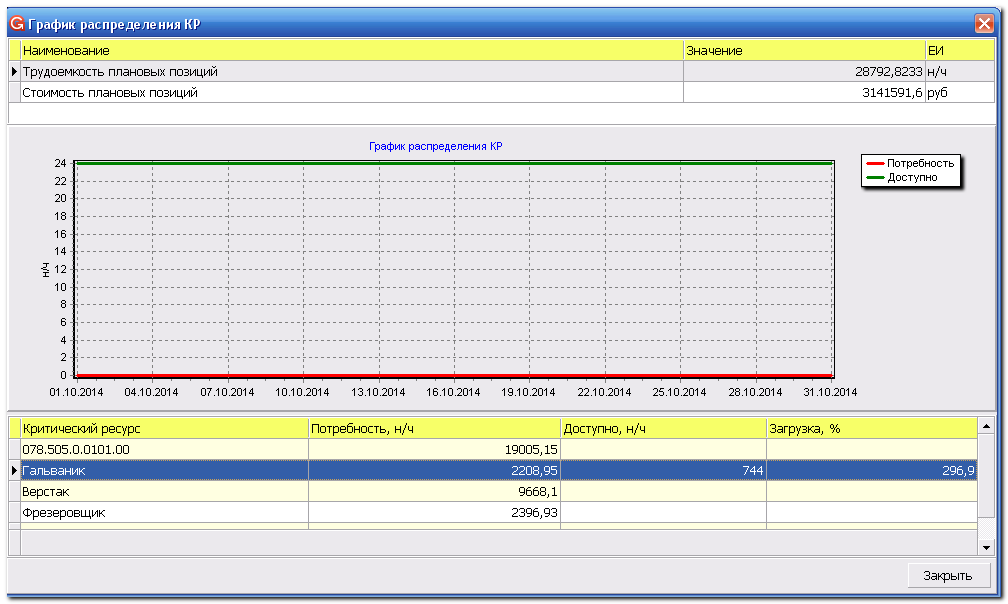 График распределения КР
Наименование Значение ЕИ
Трудоемкость плановых позиций 28792,8233 н/ч
Стоимость плановых позиций 3141591,6 руб
График распределения КР
Потребность
Доступно
24
22
20
18
16
14
12
10
8
6
4
2
0
н/ч
01.10.2014 04.10.2014 07.10.2014 10.10.2014 13.10.2014 16.10.2014 19.10.2014 22.10.2014 25.10.2014 28.10.2014 31.10.2014
Критический ресурс Потребность, н/ч Доступно, н/ч Загрузка, %
078.505.0.0101.00 19005,15
Гальваник 2208,95 744 296,9
Верстак 9668,1
Фрезеровщик 2396,93
Закрыть